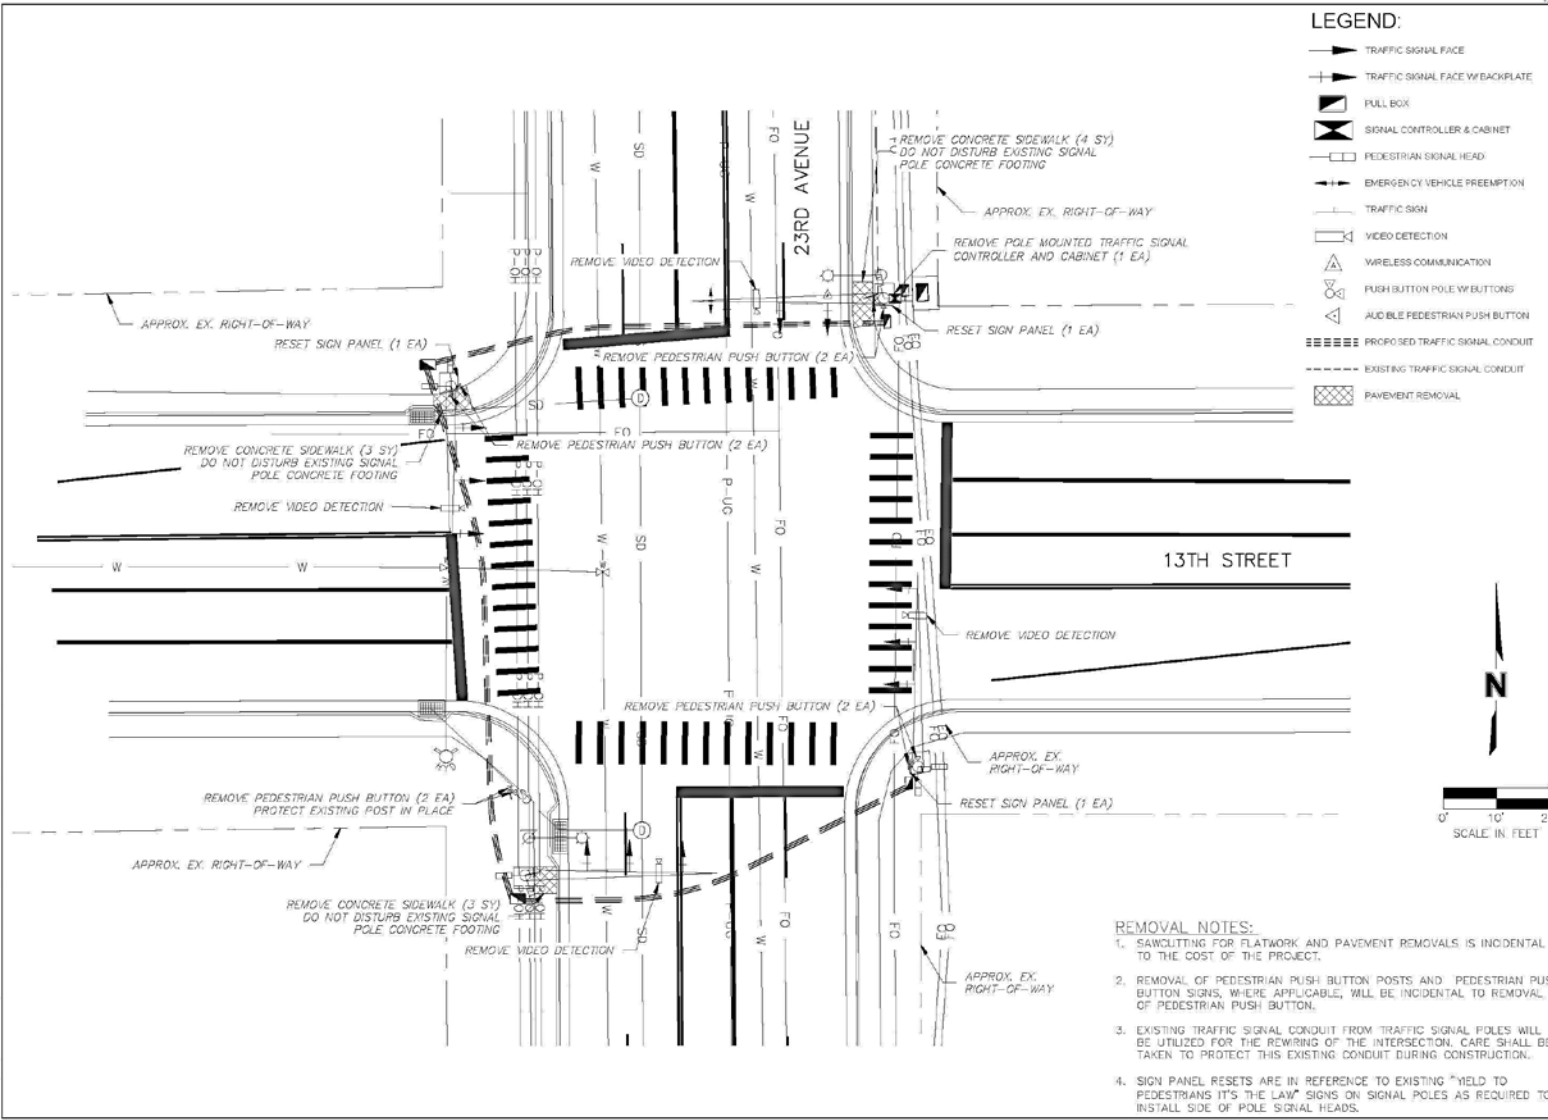 LEGEND:
TRAFFIC SIGNAL FACE
TRAFFIC SIGNAL FACE W/ BACKPLATE
PULL BOX
SIGNAL CONTROLLER & CABINET
PEDESTRIAN SIGNAL HEAD
EMERGENCY VEHICLE PREEMPTION
TRAFFIC SIGN
VIDEO DETECTION
WIRELESS COMMUNICATION
PUSH BUTTON POLE W/ BUTTONS
AUDIBLE PEDESTRIAN PUSH BUTTON
PROPOSED TRAFFIC SIGNAL CONDUIT
EXISTING TRAFFIC SIGNAL CONDUIT
PAVEMENT REMOVAL
23RD AVENUE
REMOVE CONCRETE SIDEWALK (4 SY)
DO NOT DISTURB EXISTING SIGNAL
POLE CONCRETE FOOTING
APPROX. EX. RIGHT-OF-WAY
REMOVE POLE MOUNTED TRAFFIC SIGNAL
CONTROLLER AND CABINET (1 EA)
REMOVE VIDEO DETECTION
RESET SIGN PANEL (1 EA)
APPROX. EX. RIGHT-OF-WAY
RESET SIGN PANEL (1 EA)
REMOVE PEDESTRIAN PUSH BUTTON (2 EA)
SD
D
FO
FO
REMOVE PEDESTRIAN PUSH BUTTON (2 EA)
REMOVE CONCRETE SIDEWALK (3 SY)
DO NOT DISTURB EXISTING SIGNAL
POLE CONCRETE FOOTING
REMOVE VIDEO DETECTION
P-UG
SD
FO
W
13TH STREET
W
W
REMOVE VIDEO DETECTION
REMOVE PEDESTRIAN PUSH BUTTON (2 EA)
APPROX. EX.
RIGHT-OF-WAY
REMOVE PEDESTRIAN PUSH BUTTON (2 EA)
PROTECT EXISTING POST IN PLACE
RESET SIGN PANEL (1 EA)
D
APPROX. EX. RIGHT-OF-WAY
REMOVE CONCRETE SIDEWALK (3 SY)
DO NOT DISTURB EXISTING SIGNAL
POLE CONCRETE FOOTING
REMOVE VIDEO DETECTION
APPROX. EX.
RIGHT-OF-WAY
N
0' 10' 2
SCALE IN FEET
REMOVAL NOTES:
1. SAWCUTTING FOR FLATWORK AND PAVEMENT REMOVALS IS INCIDENTAL
TO THE COST OF THE PROJECT.
2. REMOVAL OF PEDESTRIAN PUSH BUTTON POSTS AND PEDESTRIAN PUS
BUTTON SIGNS, WHERE APPLICABLE, WILL BE INCIDENTAL TO REMOVAL
OF PEDESTRIAN PUSH BUTTON.
3. EXISTING TRAFFIC SIGNAL CONDUIT FROM TRAFFIC SIGNAL POLES WILL
BE UTILIZED FOR THE REWIRING OF THE INTERSECTION. CARE SHALL BE
TAKEN TO PROTECT THIS EXISTING CONDUIT DURING CONSTRUCTION.
4. SIGN PANEL RESETS ARE IN REFERENCE TO EXISTING "YIELD TO
PEDESTRIANS IT'S THE LAW" SIGNS ON SIGNAL POLES AS REQUIRED TO
INSTALL SIDE OF POLE SIGNAL HEADS.